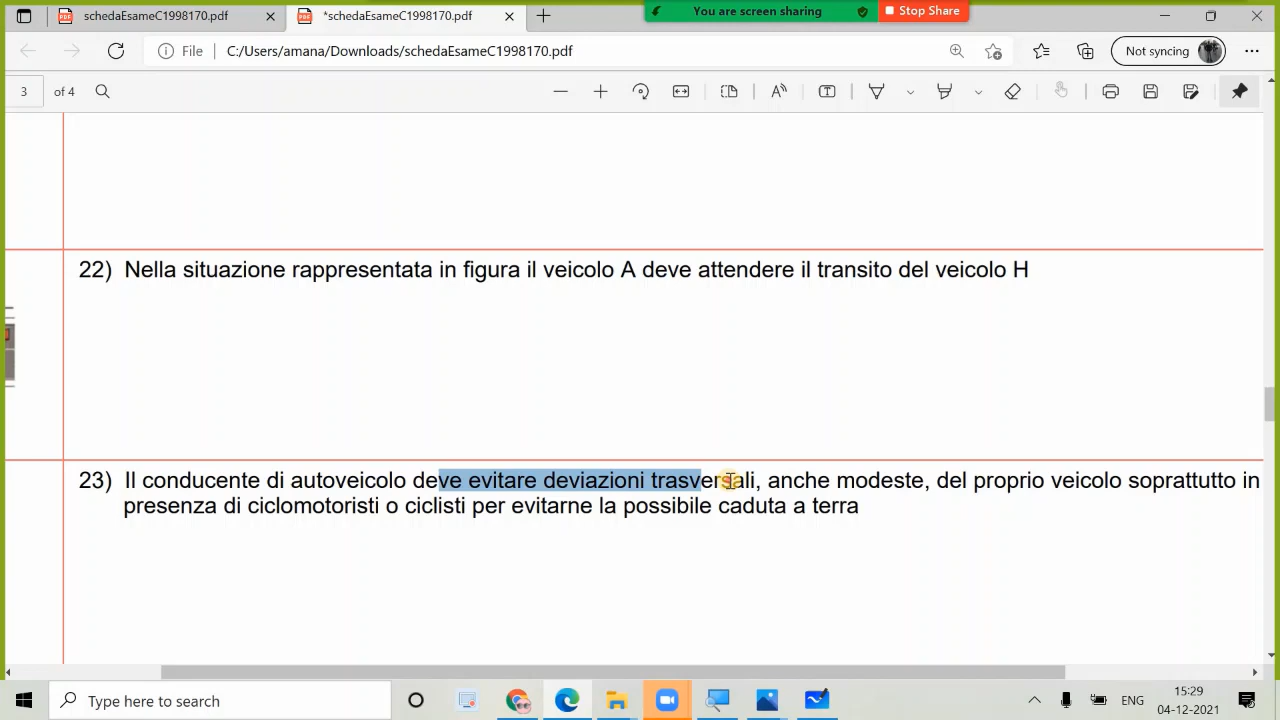 schedaEsameC1998170.pdf
*schedaEsameC1998170.pdf
You are screen sharing
Stop Share
File
C:/Users/amana/Downloads/schedaEsameC1998170.pdf
Not syncing
3 of 4
22) Nella situazione rappresentata in figura il veicolo A deve attendere il transito del veicolo H
23) Il conducente di autoveicolo deve evitare deviazioni trasversali, anche modeste, del proprio veicolo soprattutto in
presenza di ciclomotoristi o ciclisti per evitarne la possibile caduta a terra
Type here to search
ENG
15:29
04-12-2021